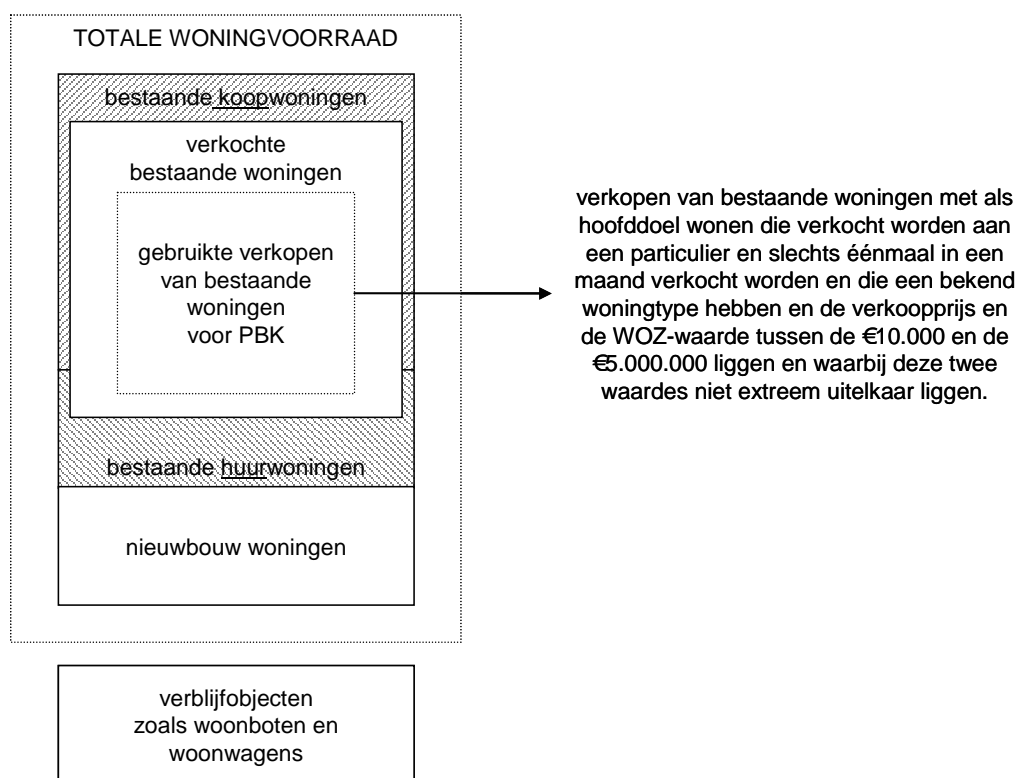 TOTALE WONINGVOORRAAD
bestaande koopwoningen
verkochte
bestaande woningen
gebruikte verkopen
van bestaande
woningen
voor PBK
verkopen van bestaande woningen met als
hoofddoel wonen die verkocht worden aan
een particulier en slechts éénmaal in een
maand verkocht worden en die een bekend
woningtype hebben en de verkoopprijs en
de WOZ-waarde tussen de €10.000 en de
€5.000.000 liggen en waarbij deze twee
waardes niet extreem uitelkaar liggen.
bestaande huurwoningen
nieuwbouw woningen
verblijfobjecten
zoals woonboten en
woonwagens